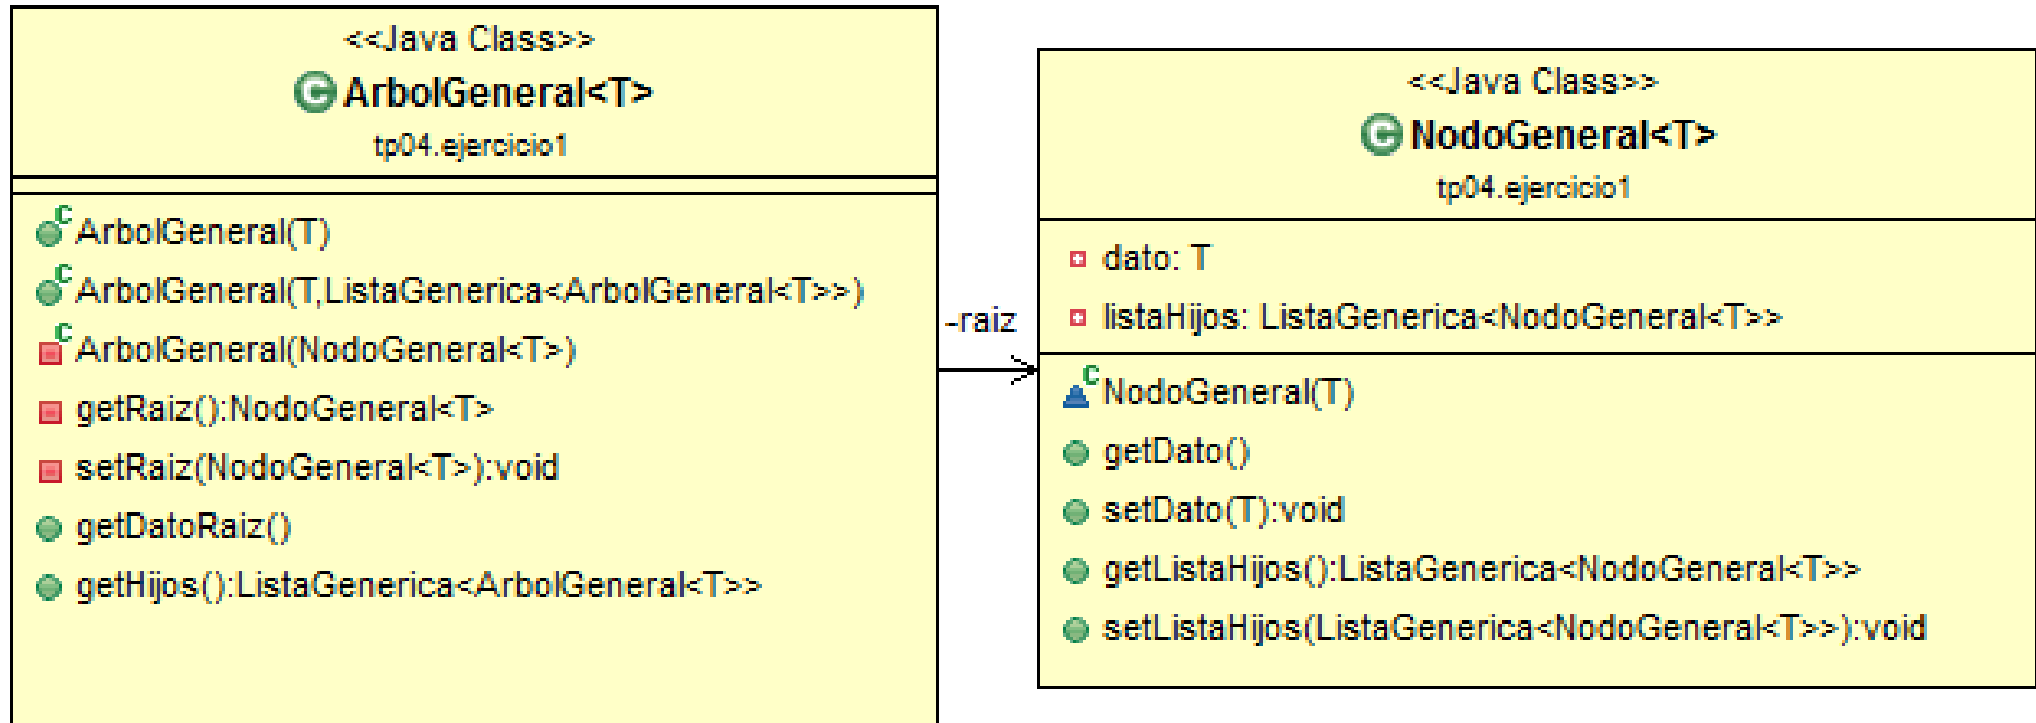 <<Java Class>>
C ArbolGeneral<T>
tp04.ejercicio1
C ArbolGeneral(T)
C ArbolGeneral(T,ListaGenerica<ArbolGeneral<T>>)
C ArbolGeneral(NodoGeneral<T>)
getRaiz():NodoGeneral<T>
setRaiz(NodoGeneral<T>):void
getDatoRaiz()
getHijos():ListaGenerica<ArbolGeneral<T>>
-raiz
<<Java Class>>
C NodoGeneral<T>
tp04.ejercicio1
dato: T
listaHijos: ListaGenerica<NodoGeneral<T>>
C NodoGeneral(T)
getDato()
setDato(T):void
getListaHijos():ListaGenerica<NodoGeneral<T>>
setListaHijos(ListaGenerica<NodoGeneral<T>>):void